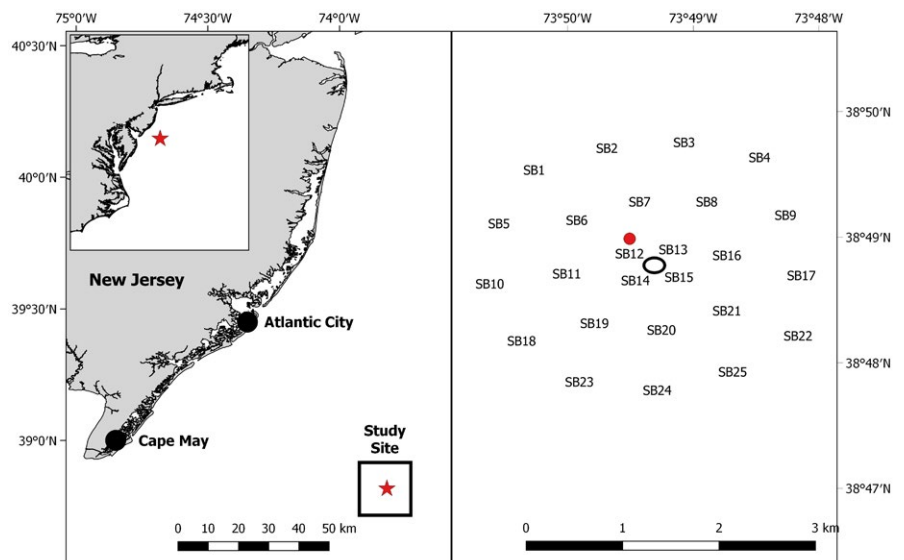 75°0'W 74°30'W 74°0'W
40°30'N
40°0'N
39°30'N
39°0'N
New Jersey
Atlantic City
Cape May
Study
Site
0 10 20 30 40 50 km
73°50'W 73°49'W 73°48'W
38°50'N
38°49'N
38°48'N
38°47'N
SB3
SB2
SB4
SB1
SB7 SB8
SB9
SB5 SB6
SB13
SB12 SB16
SB11 SB15 SB17
SB10 SB14
SB21
SB19
SB20
SB18 SB22
SB25
SB23
SB24
0 1 2 3 km